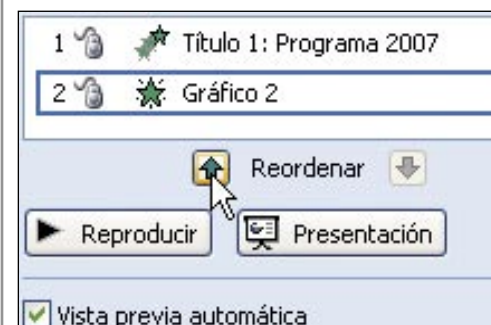 1 Título 1: Programa 2007
2 Gráfico 2
Reordenar
Reproducir Presentación
Vista previa automática